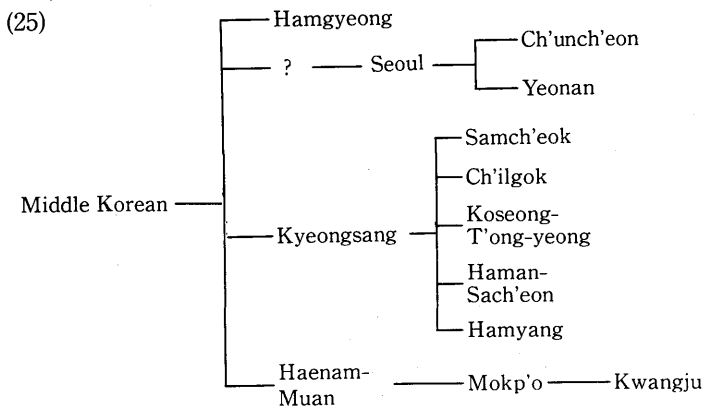 (25)
Hamgyeong
? Seoul
Ch'unch'eon
Yeonan
Middle Korean
Kyeongsang
Samch'eok
Ch'ilgok
Koseong-
T'ong-yeong
Haman-
Sach'eon
Hamyang
Haenam-
Muan
Mokp'o
Kwangju